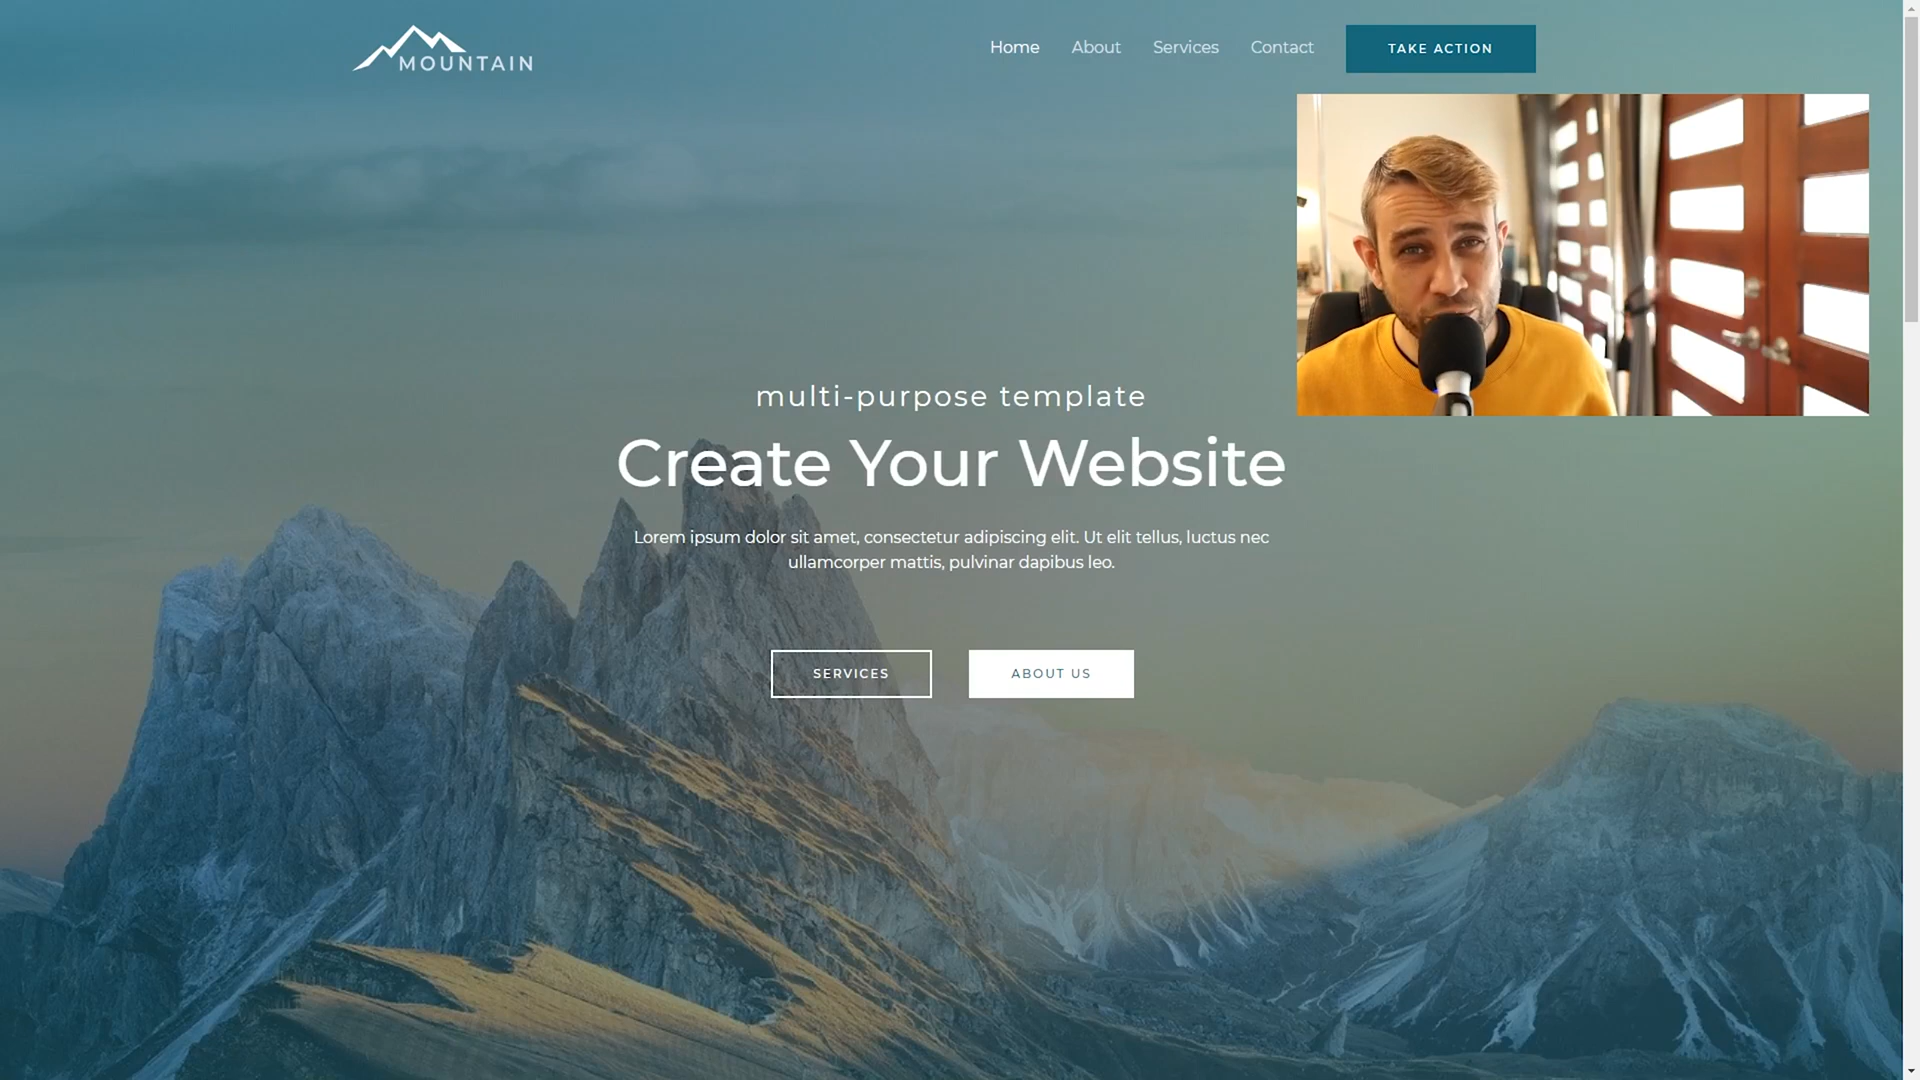 MOUNTAIN
Home
About
Services
Contact
TAKE ACTION
multi-purpose template
Create Your Website
Lorem ipsum dolor sit amet, consectetur adipiscing elit. Ut elit tellus, luctus nec
ullamcorper mattis, pulvinar dapibus leo.
SERVICES
ABOUT US